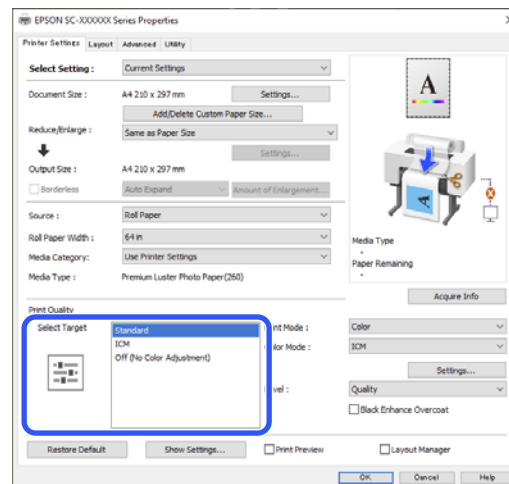 EPSON SC-XXXXXX Series Properties
Printer Settings Layout Advanced Utility
Select Setting : Current Settings
Document Size : A4 210 x 297 mm Settings...
Add/Delete Custom Paper Size...
Reduce/Enlarge : Same as Paper Size
Settings...
Output Size : A4 210 x 297 mm
Borderless Auto Expand Amount of Enlargement...
Source : Roll Paper
Roll Paper Width : 64 in
Media Category: Use Printer Settings
Media Type : Premium Luster Photo Paper(260)
A
Media Type
-
Paper Remaining
-
Acquire Info
Print Quality
Select Target
Standard
ICM
Off (No Color Adjustment)
nt Mode : Color
lor Mode : ICM
Settings...
evel : Quality
Black Enhance Overcoat
Restore Default Show Settings... Print Preview Layout Manager
OK Cancel Help